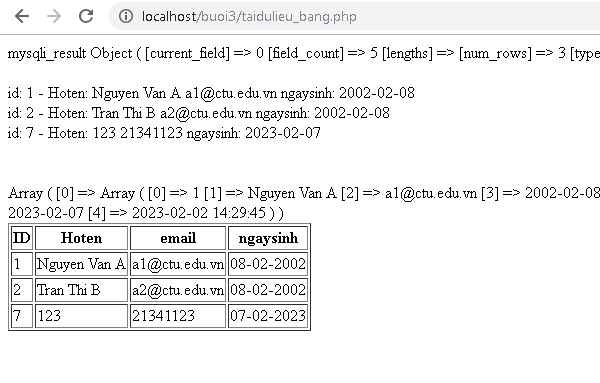 localhost/buoi3/taidulieu_bang.php
mysqli_result Object ( [current_field] => 0 [field_count] => 5 [lengths] => [num_rows] => 3 [type
id: 1 - Hoten: Nguyen Van A a1@ctu.edu.vn ngaysinh: 2002-02-08
id: 2 - Hoten: Tran Thi B a2@ctu.edu.vn ngaysinh: 2002-02-08
id: 7 - Hoten: 123 21341123 ngaysinh: 2023-02-07
Array ( [0] => Array ( [0] => 1 [1] => Nguyen Van A [2] => a1@ctu.edu.vn [3] => 2002-02-08
2023-02-07 [4] => 2023-02-02 14:29:45 ) )
ID Hoten email ngaysinh
1 Nguyen Van A a1@ctu.edu.vn 08-02-2002
2 Tran Thi B a2@ctu.edu.vn 08-02-2002
7 123 21341123 07-02-2023